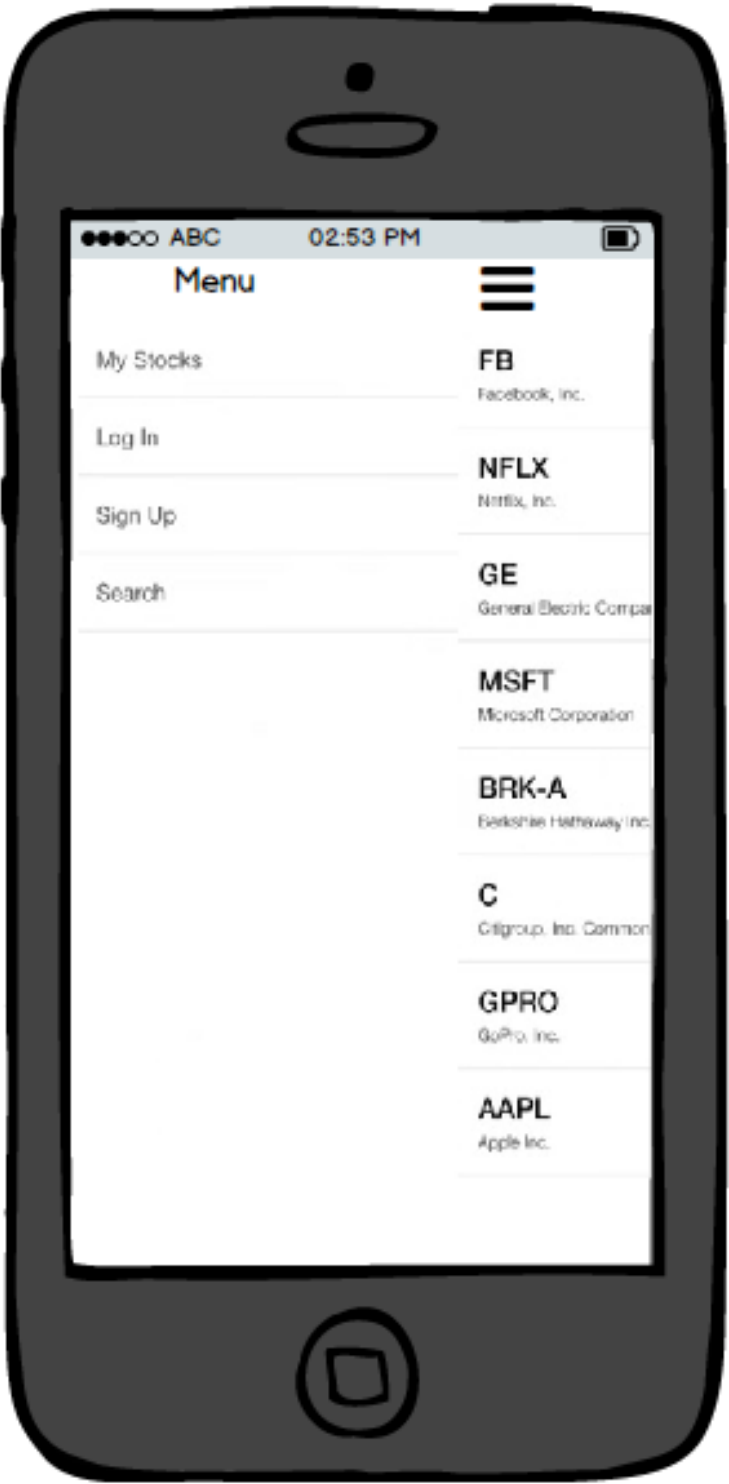 ABC 02:53 PM
Menu
My Stocks
Log In
Sign Up
Search
FB
Facebook, Inc.
NFLX
Netflix, Inc.
GE
General Electric Compar
MSFT
Microsoft Corporation
BRK-A
Berkshire Hathaway Inc.
C
Citigroup, Inc. Common
GPRO
GoPro, Inc.
AAPL
Apple Inc.